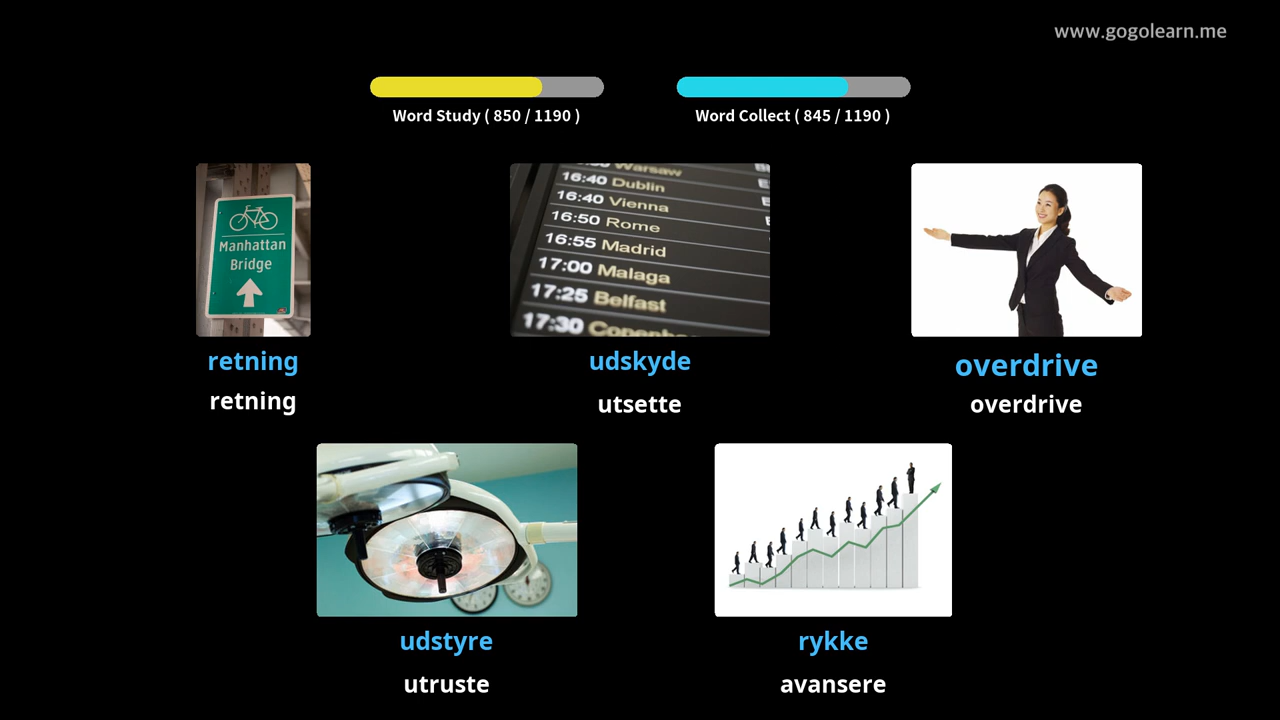 www.gogolearn.me
Word Study ( 850 / 1190 )
Word Collect ( 845 / 1190 )
Manhattan
Bridge
Warsaw
16:40 Dublin
16:40 Vienna
16:50 Rome
16:55 Madrid
17:00 Malaga
17:25 Belfast
17:30
retning
retning
udskyde
utsette
overdrive
overdrive
udstyre
utruste
rykke
avansere